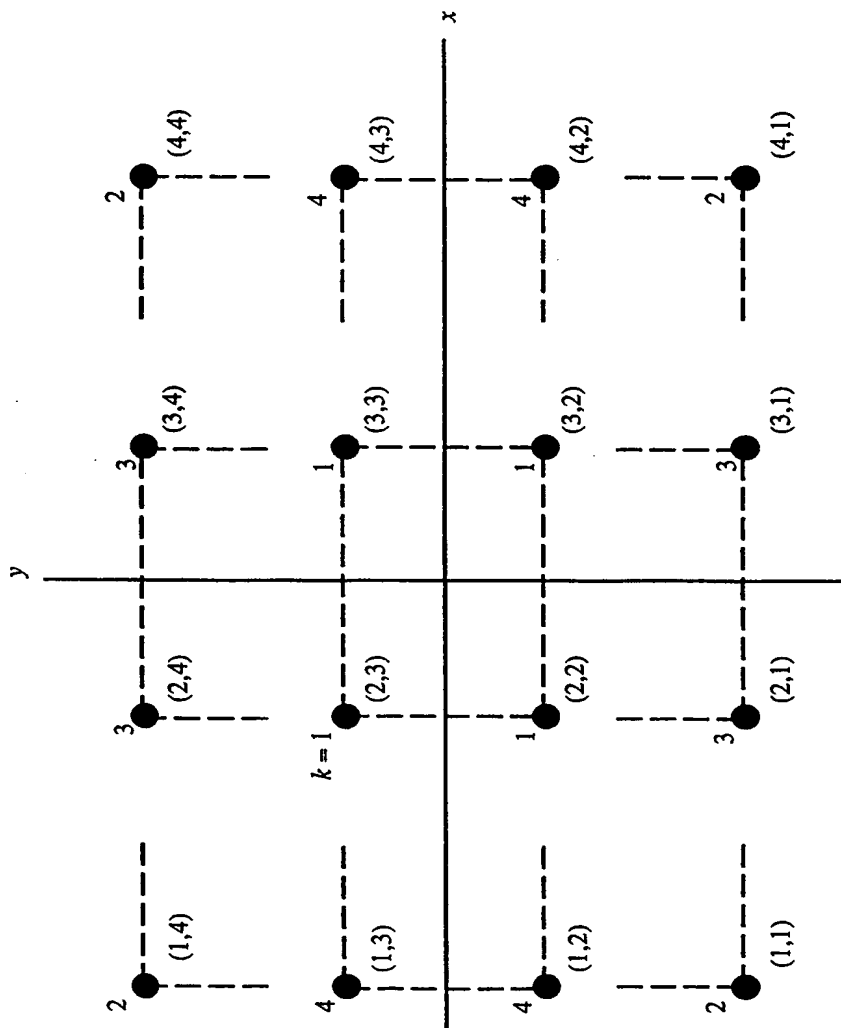 y
2 3 3 2
(1,4) (2,4) (3,4) (4,4)
4 k = 1 1 4
(1,3) (2,3) (3,3) (4,3)
x
4 1 1 4
(1,2) (2,2) (3,2) (4,2)
2 3 3 2
(1,1) (2,1) (3,1) (4,1)